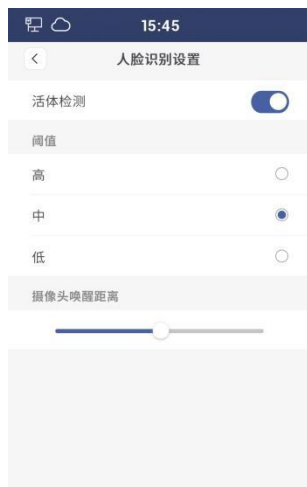 15:45
人脸识别设置
活体检测
阈值
高
中
低
摄像头唤醒距离